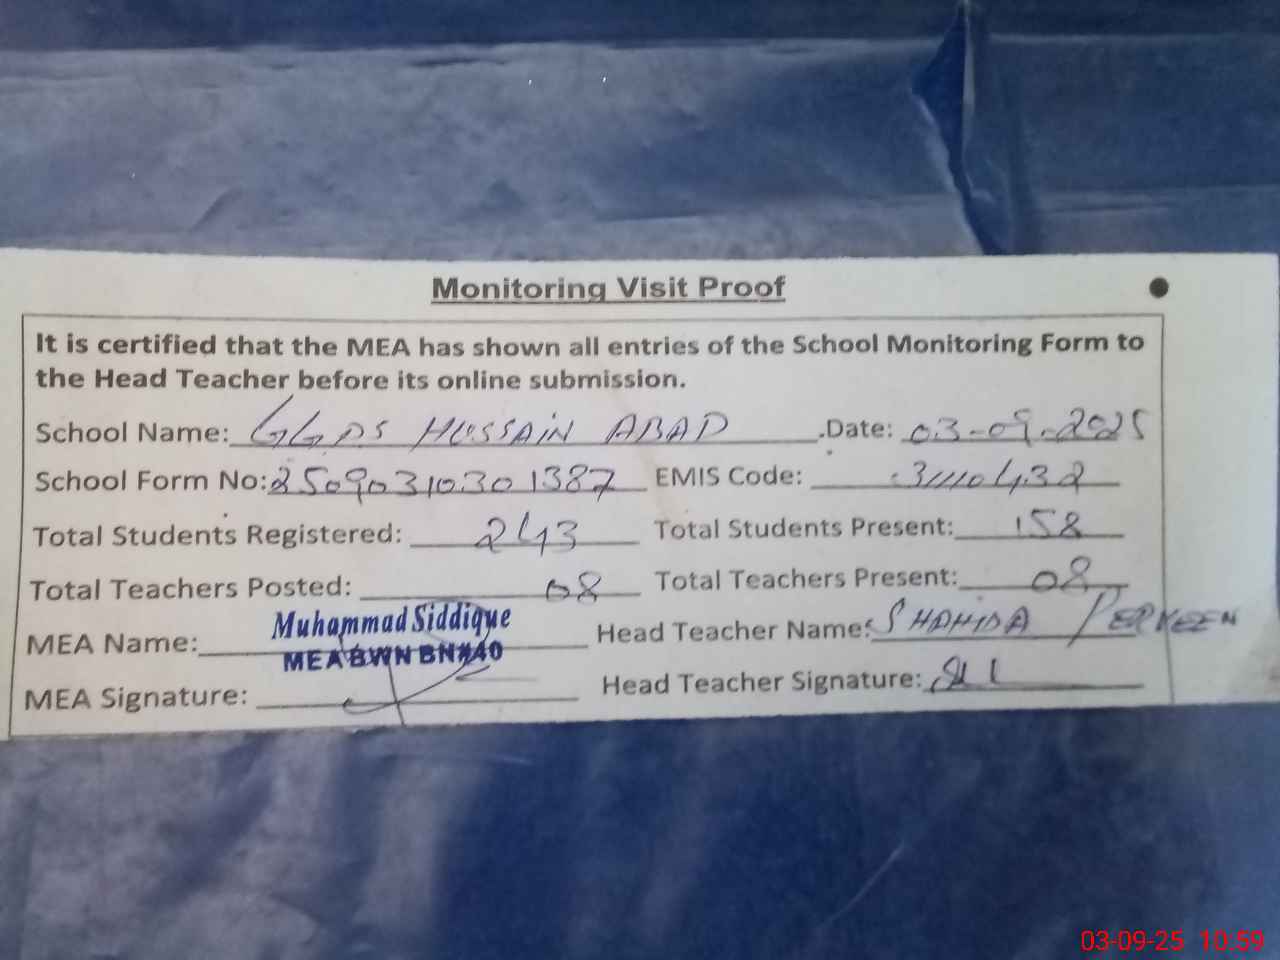 Monitoring Visit Proof
It is certified that the MEA has shown all entries of the School Monitoring Form to
the Head Teacher before its online submission.
School Name: GGPS HUSSAIN ABAD .Date: 03-09-2025
School Form No: 2509031030 1387 EMIS Code: 31110432
Total Students Registered: 243 Total Students Present: 158
Total Teachers Posted: 08 Total Teachers Present: 08
MEA Name: Muhammad Siddique Head Teacher Name: SHAHIDA PERVEEN
MEA BWN BN#40
MEA Signature: Head Teacher Signature:
03-09-25 10:59